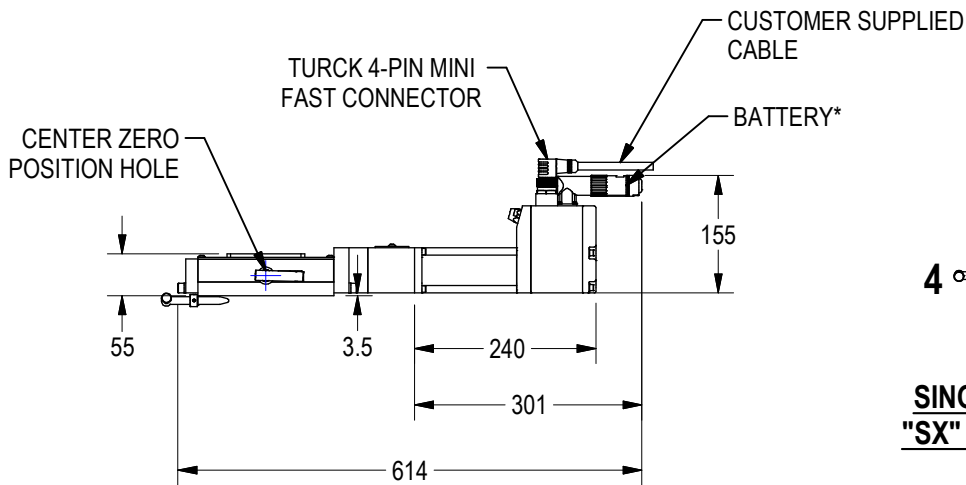 CUSTOMER SUPPLIED
CABLE
TURCK 4-PIN MINI
FAST CONNECTOR
BATTERY*
CENTER ZERO
POSITION HOLE
155
4
55
3.5
240
301
"SX"
614